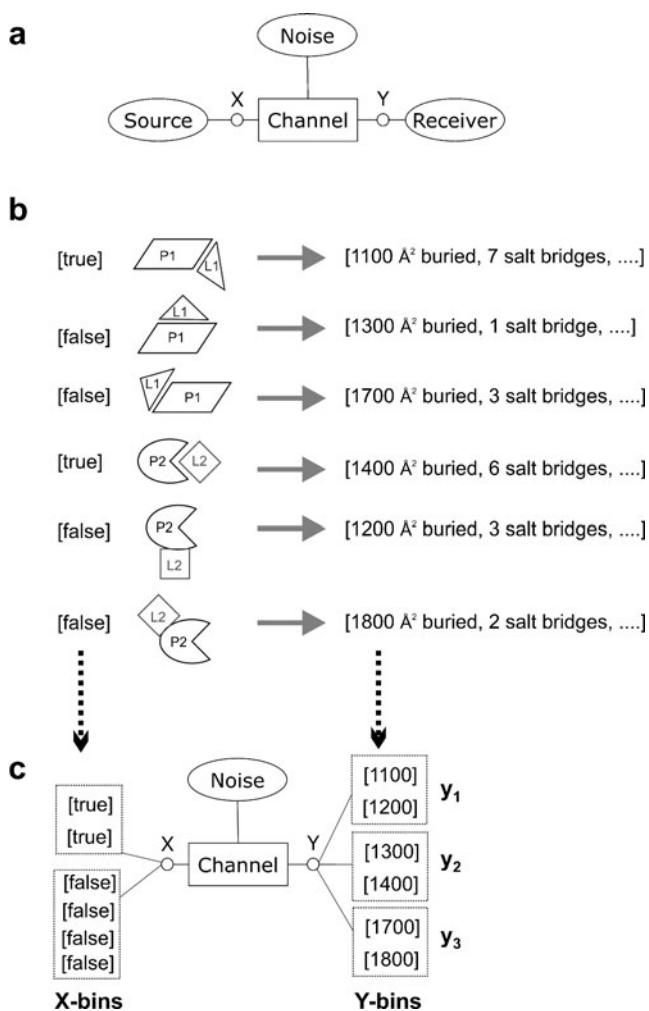 a
Noise
X
Y
Source
Channel
Receiver
b
[true]
P1
L1
[1100 Å² buried, 7 salt bridges, ....]
[false]
L1
P1
[1300 Å² buried, 1 salt bridge, ....]
[false]
L1
P1
[1700 Å² buried, 3 salt bridges, ....]
[true]
P2
L2
[1400 Å² buried, 6 salt bridges, ....]
[false]
P2
L2
[1200 Å² buried, 3 salt bridges, ....]
[false]
L2
P2
[1800 Å² buried, 2 salt bridges, ....]
c
Noise
[true]
[true]
X
Channel
Y
[1100]
[1200]
y₁
[1300]
[1400]
y₂
[false]
[false]
[false]
[false]
[1700]
[1800]
y₃
X-bins
Y-bins